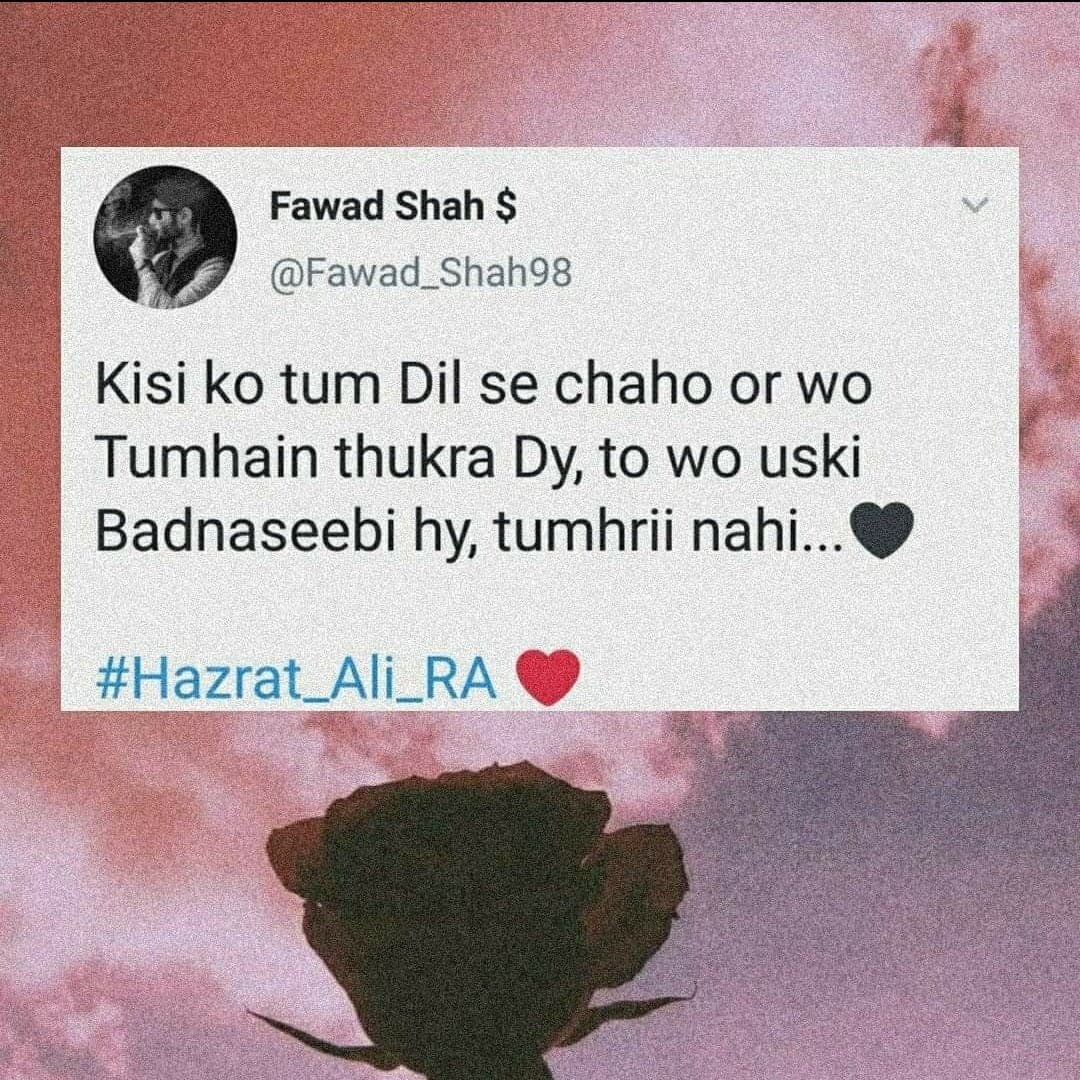 Fawad Shah $
@Fawad_Shah98
Kisi ko tum Dil se chaho or wo
Tumhain thukra Dy, to wo uski
Badnaseebi hy, tumhrii nahi...🖤
#Hazrat_Ali_RA ❤️